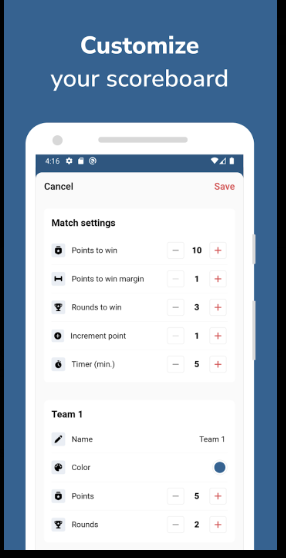 Customize
your scoreboard
4:16
Cancel Save
Match settings
Points to win − 10 +
Points to win margin − 1 +
Rounds to win − 3 +
Increment point − 1 +
Timer (min.) − 5 +
Team 1
Name Team 1
Color
Points − 5 +
Rounds − 2 +